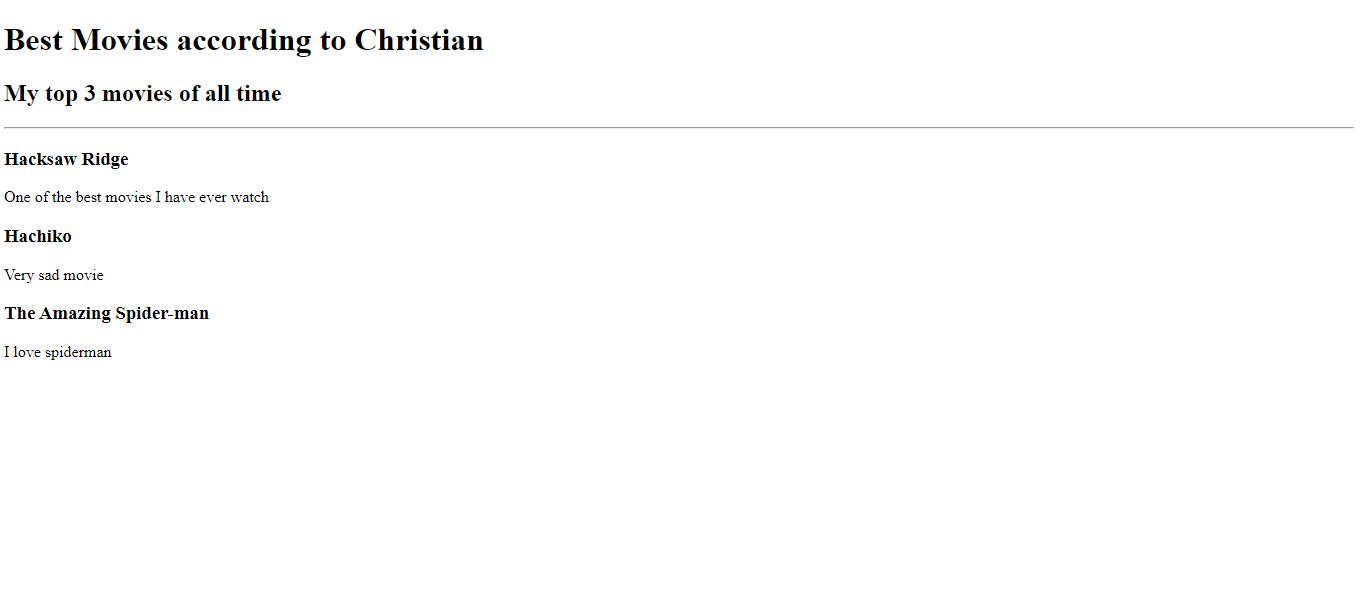 Best Movies according to Christian
My top 3 movies of all time
Hacksaw Ridge
One of the best movies I have ever watch
Hachiko
Very sad movie
The Amazing Spider-man
I love spiderman